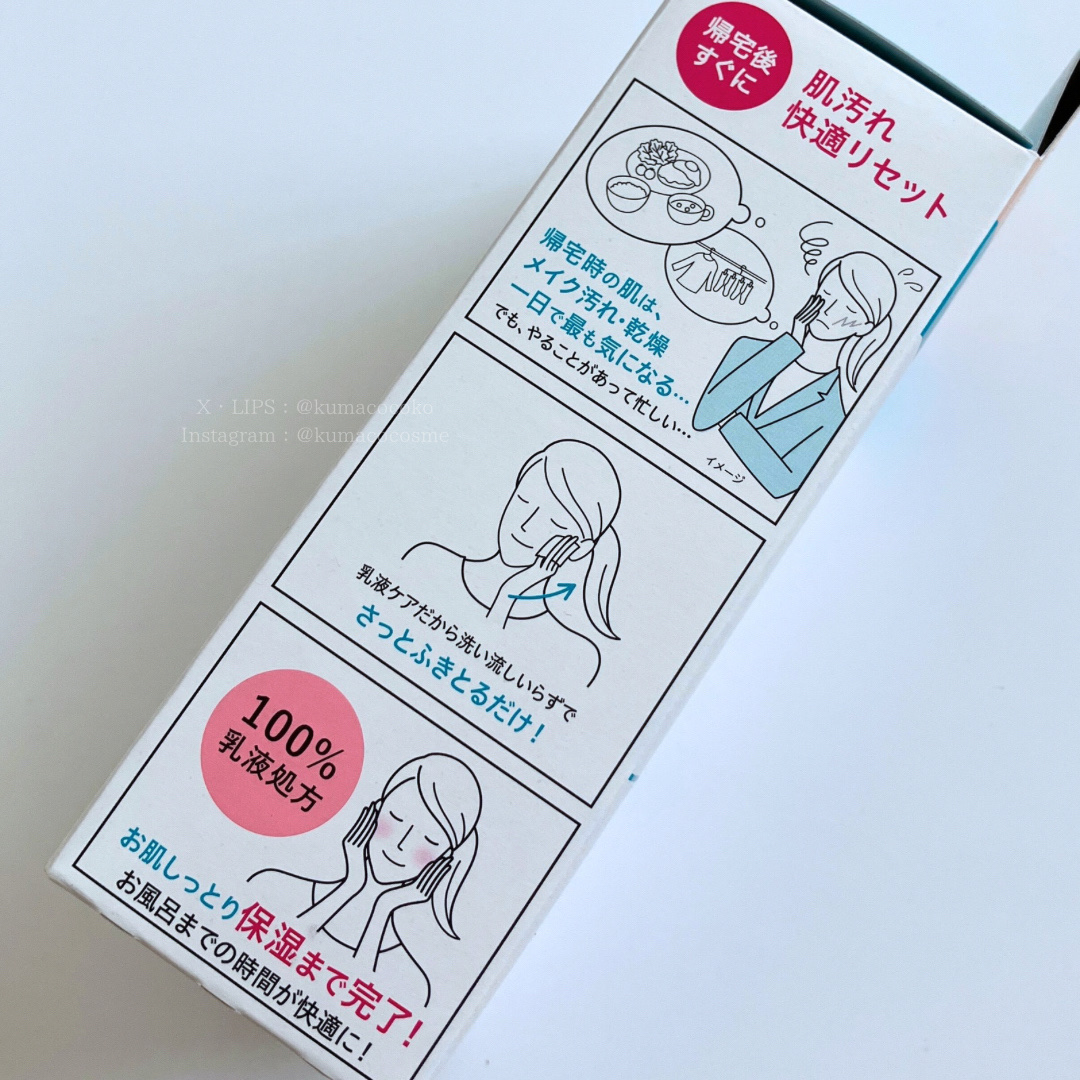 帰宅後
すぐに
肌汚れ
快適リセット
帰宅時の肌は、
メイク汚れ・乾燥
一日で最も気になる…
でも、やることがあって忙しい…
イメージ
X・LIPS：@kumacocoko
Instagram：@kumacocosme
乳液ケアだから洗い流しいらずで
さっとふきとるだけ！
100%
乳液処方
お肌しっとり保湿まで完了！
お風呂までの時間が快適に！